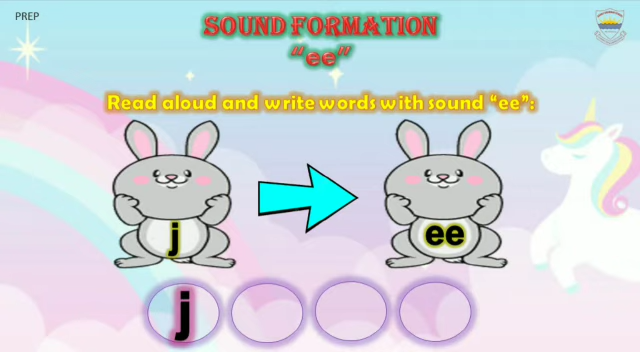 PREP
SOUND FORMATION
"ee"
Read aloud and write words with sound "ee":
j
ee
j